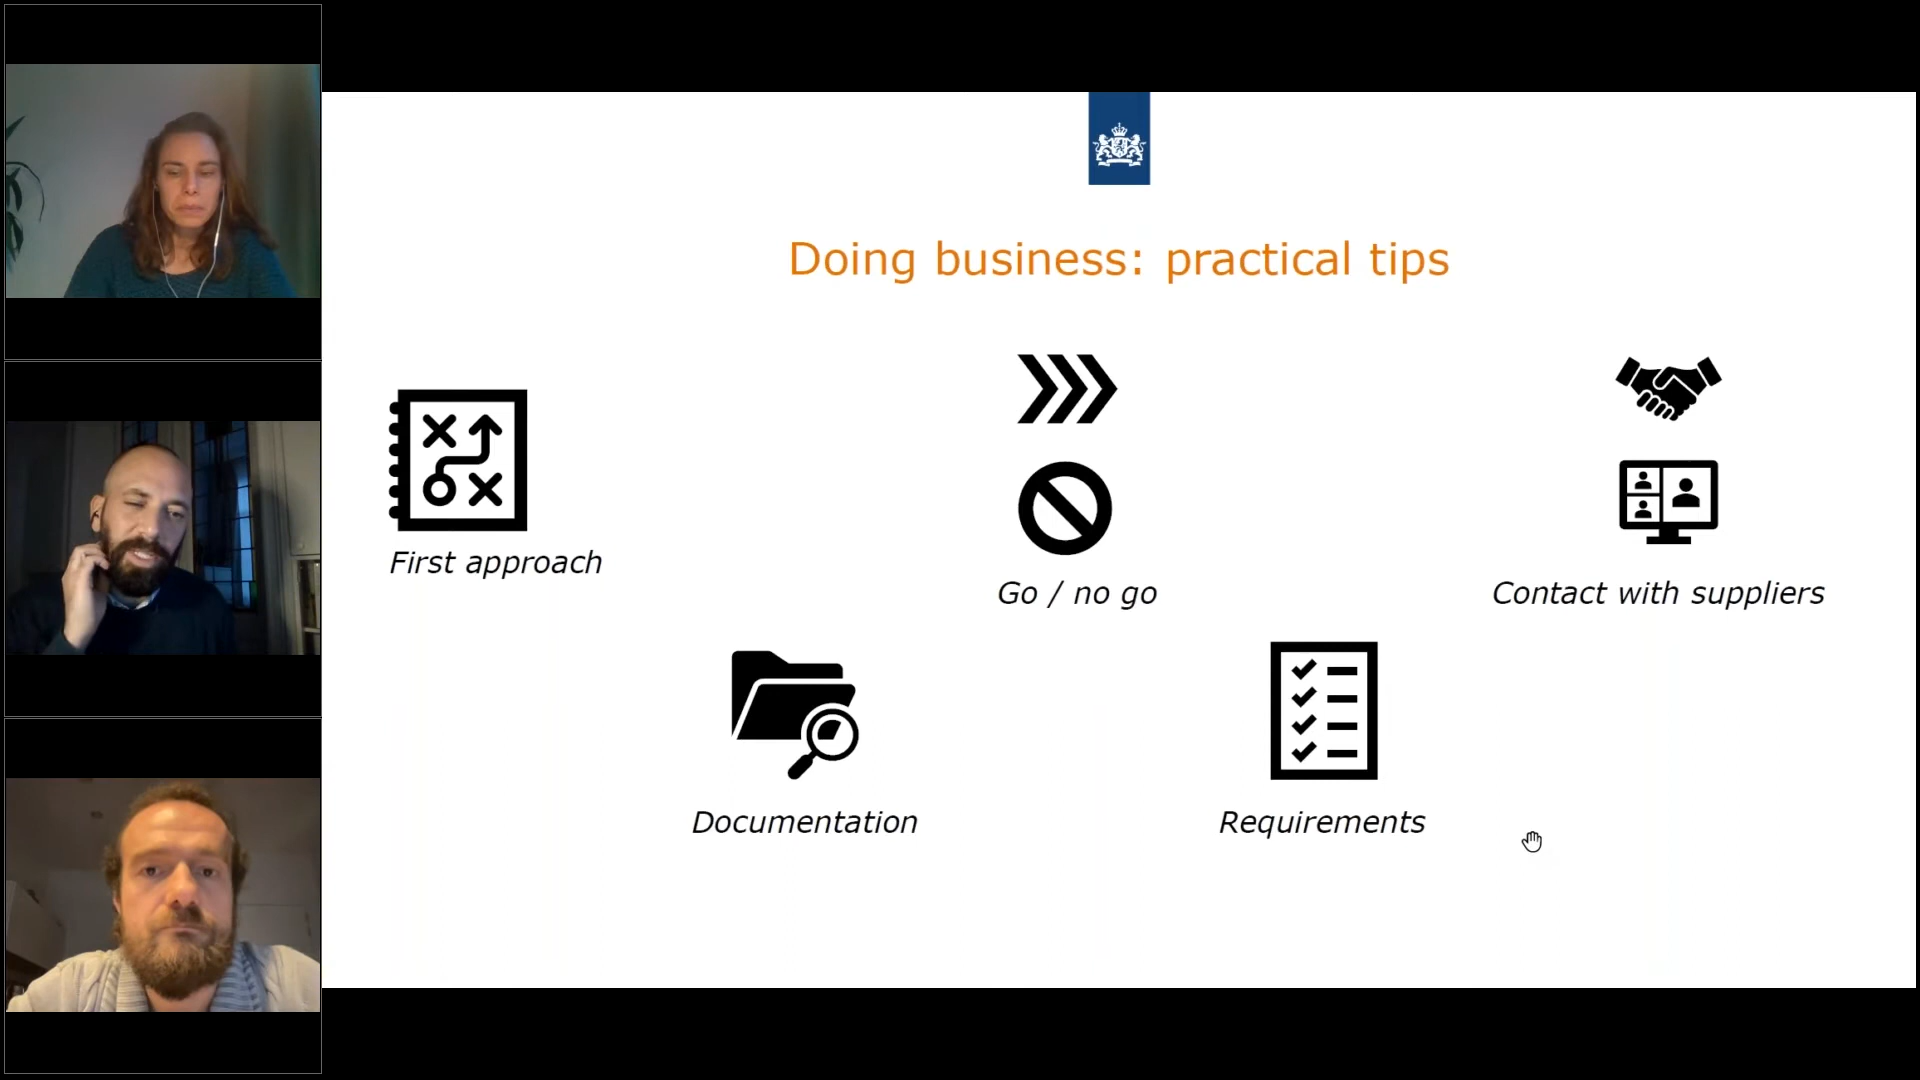 Doing business: practical tips
First approach
Go / no go
Contact with suppliers
Documentation
Requirements